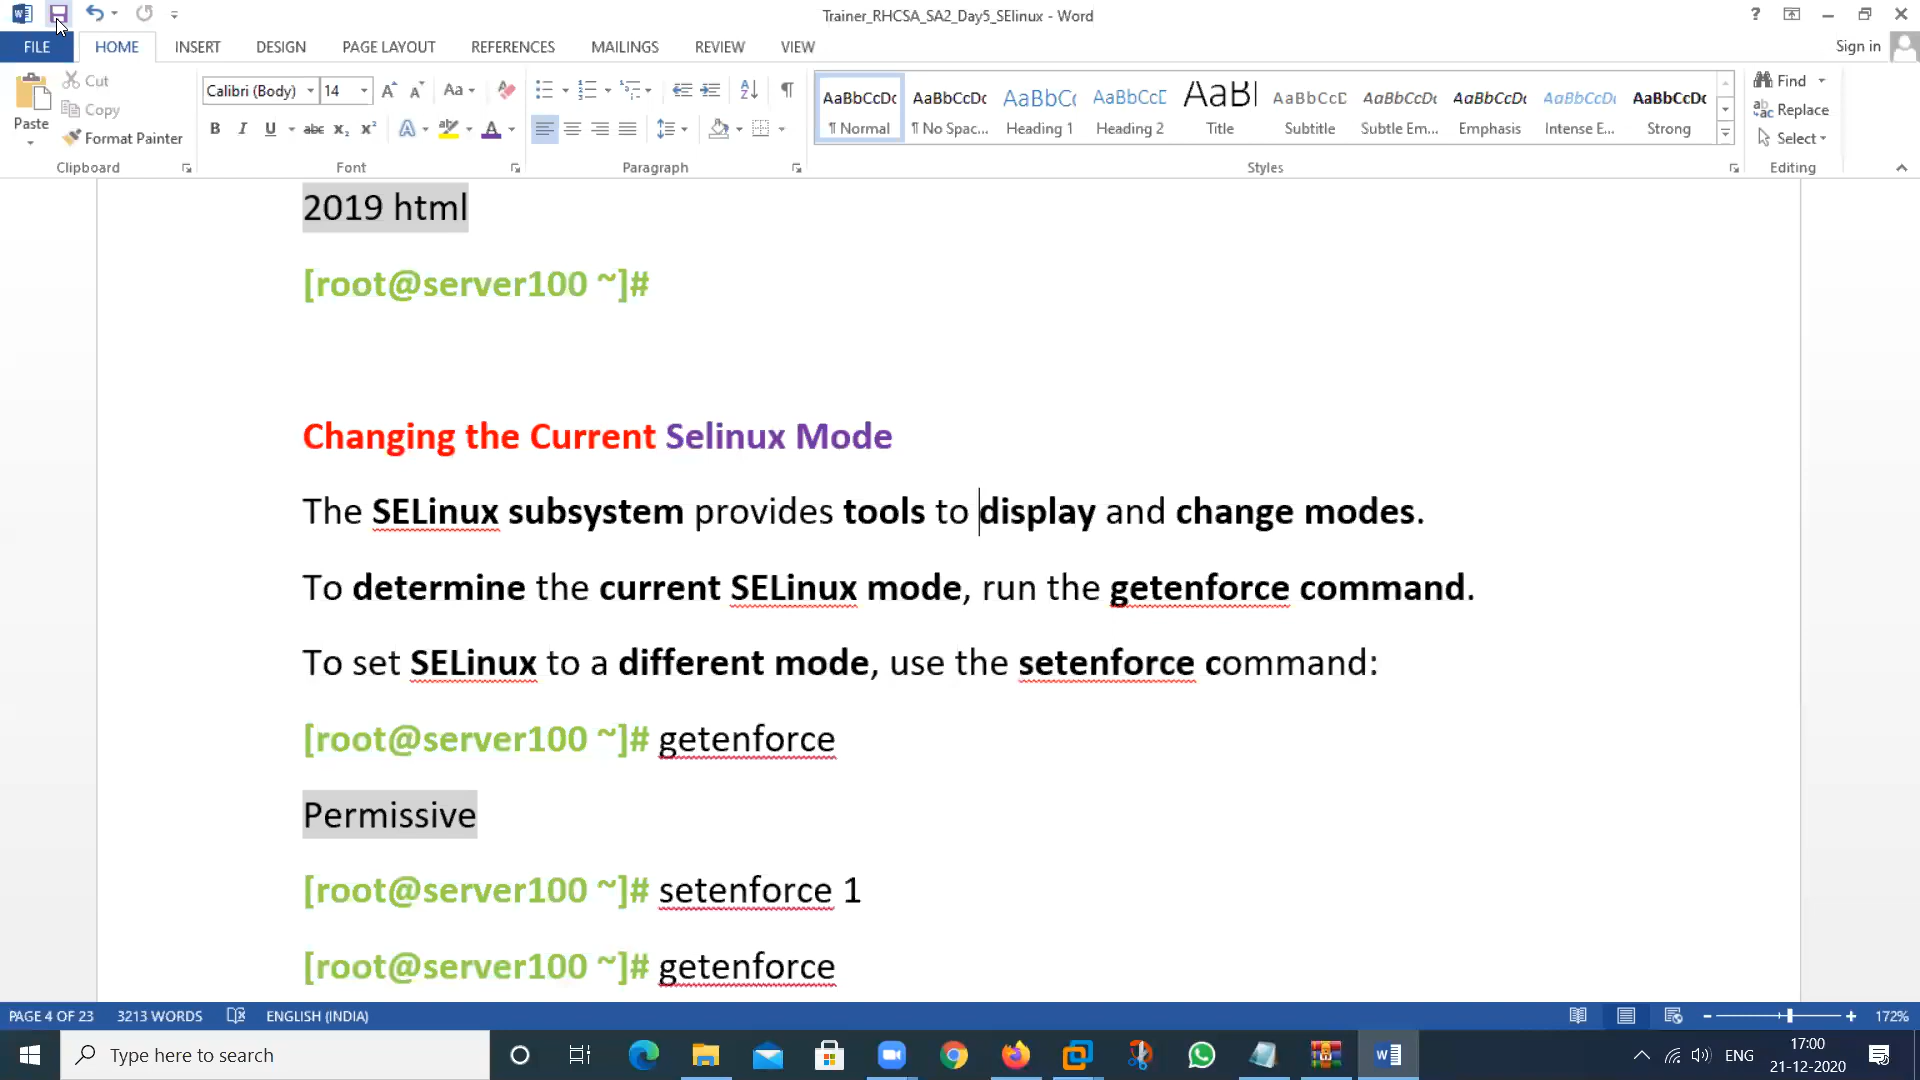 Trainer_RHCSA_SA2_Day5_SElinux - Word
?
FILE HOME INSERT DESIGN PAGE LAYOUT REFERENCES MAILINGS REVIEW VIEW Sign in
Paste
Cut
Copy
Format Painter
Clipboard
Calibri (Body) 14
Aa
B I U abc x₂ x² A A
Font
Paragraph
AaBbCcDc AaBbCcDc AaBbCc AaBbCcD AaBl AaBbCcD AaBbCcDc AaBbCcDc AaBbCcDc AaBbCcDc
¶ Normal ¶ No Spac... Heading 1 Heading 2 Title Subtitle Subtle Em... Emphasis Intense E... Strong
Styles
Find
Replace
Select
Editing
2019 html
[root@server100 ~]#
Changing the Current Selinux Mode
The SELinux subsystem provides tools to display and change modes.
To determine the current SELinux mode, run the getenforce command.
To set SELinux to a different mode, use the setenforce command:
[root@server100 ~]# getenforce
Permissive
[root@server100 ~]# setenforce 1
[root@server100 ~]# getenforce
PAGE 4 OF 23 3213 WORDS ENGLISH (INDIA) 172%
Type here to search
ENG
17:00
21-12-2020